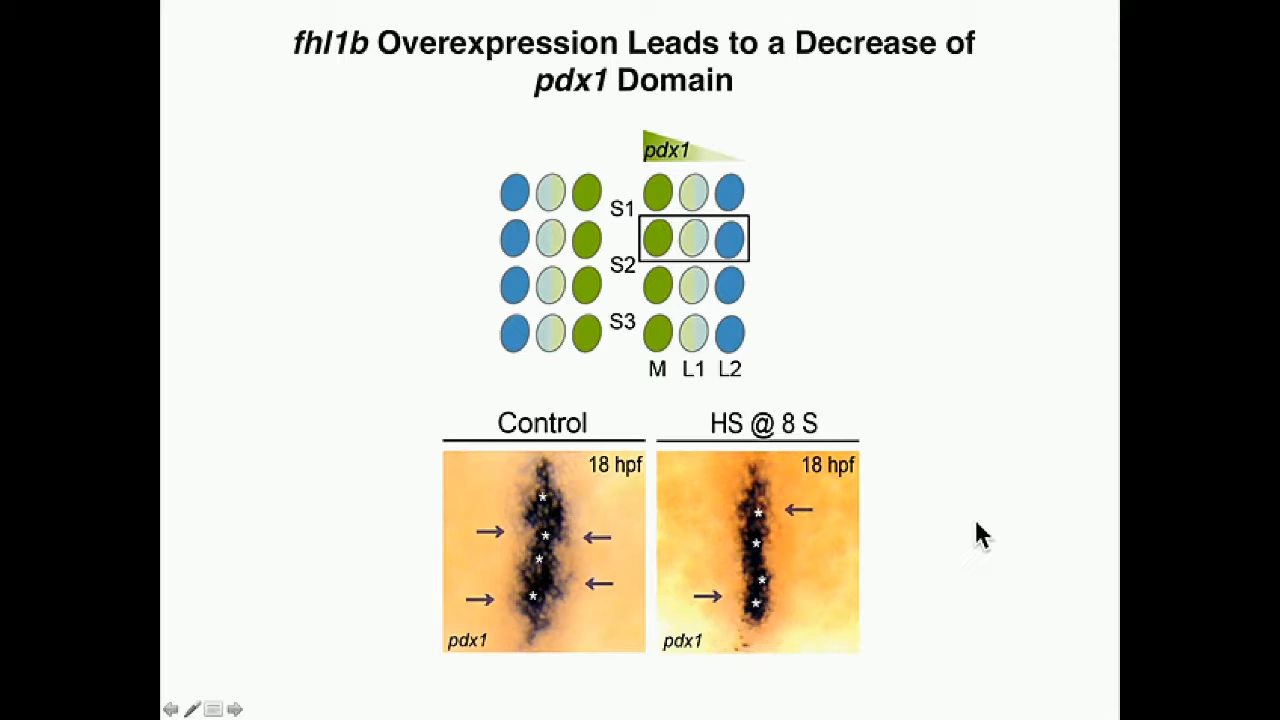 fhl1b Overexpression Leads to a Decrease of
pdx1 Domain
pdx1
S1
S2
S3
M L1 L2
Control
HS @ 8 S
18 hpf
18 hpf
pdx1
pdx1